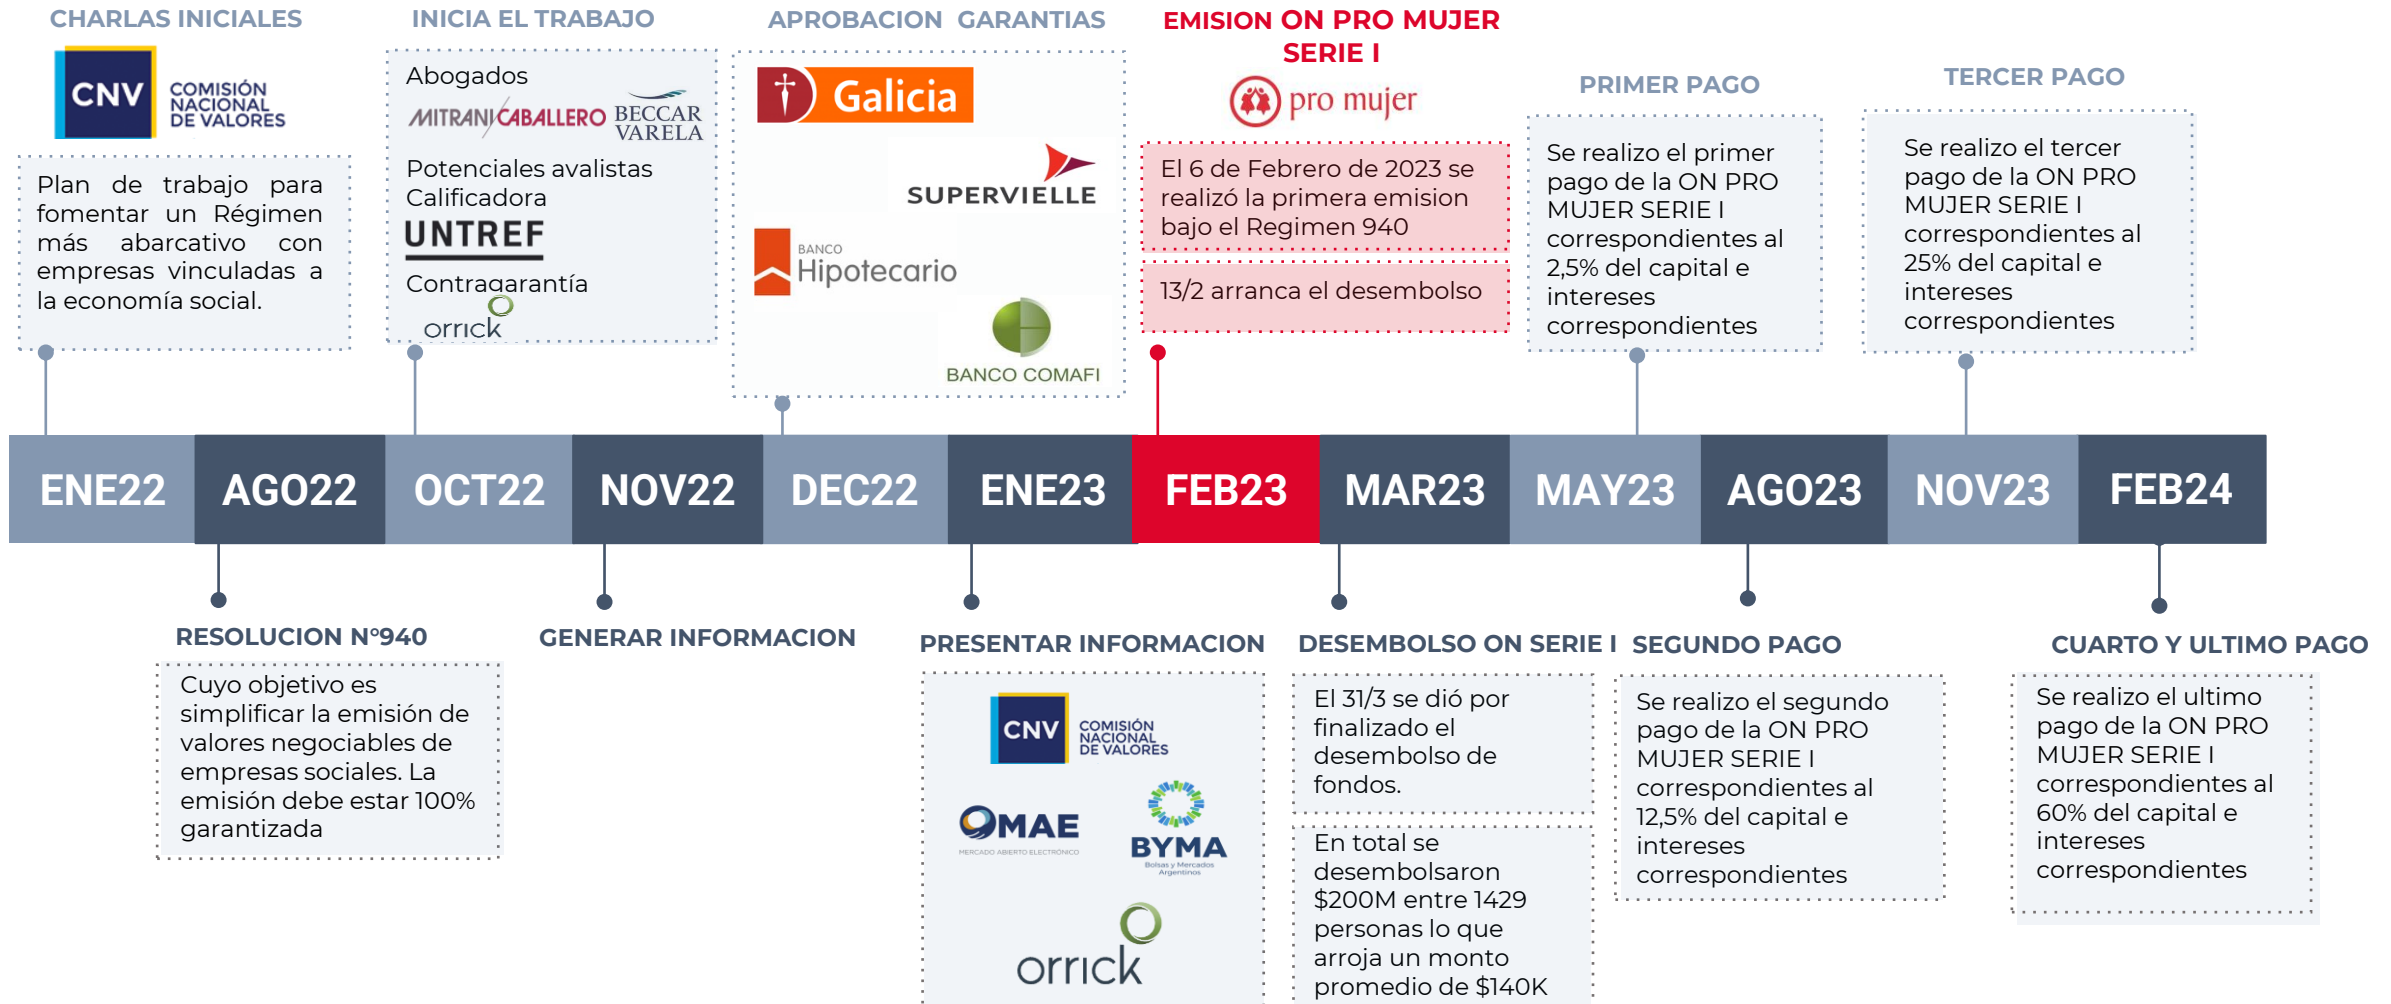 CHARLAS INICIALES
CNV
COMISIÓN
NACIONAL
DE VALORES
Plan de trabajo para
fomentar un Régimen
más abarcativo con
empresas vinculadas a
la economía social.
INICIA EL TRABAJO
Abogados
MITRANI/CABALLERO
BECCAR
VARELA
Potenciales avalistas
Calificadora
UNTREF
Contragarantía
orrick
APROBACION GARANTIAS
Galicia
SUPERVIELLE
BANCO
Hipotecario
BANCO COMAFI
EMISION ON PRO MUJER
SERIE I
pro mujer
El 6 de Febrero de 2023 se
realizó la primera emision
bajo el Regimen 940
13/2 arranca el desembolso
PRIMER PAGO
Se realizo el primer
pago de la ON PRO
MUJER SERIE I
correspondientes al
2,5% del capital e
intereses
correspondientes
TERCER PAGO
Se realizo el tercer
pago de la ON PRO
MUJER SERIE I
correspondientes al
25% del capital e
intereses
correspondientes
ENE22
AGO22
OCT22
NOV22
DEC22
ENE23
FEB23
MAR23
MAY23
AGO23
NOV23
FEB24
RESOLUCION N°940
Cuyo objetivo es
simplificar la emisión de
valores negociables de
empresas sociales. La
emisión debe estar 100%
garantizada
GENERAR INFORMACION
PRESENTAR INFORMACION
CNV
COMISIÓN
NACIONAL
DE VALORES
MAE
MERCADO ABIERTO ELECTRÓNICO
BYMA
Bolsas y Mercados
Argentinos
orrick
DESEMBOLSO ON SERIE I
El 31/3 se dió por
finalizado el
desembolso de
fondos.
En total se
desembolsaron
$200M entre 1429
personas lo que
arroja un monto
promedio de $140K
SEGUNDO PAGO
Se realizo el segundo
pago de la ON PRO
MUJER SERIE I
correspondientes al
12,5% del capital e
intereses
correspondientes
CUARTO Y ULTIMO PAGO
Se realizo el ultimo
pago de la ON PRO
MUJER SERIE I
correspondientes al
60% del capital e
intereses
correspondientes